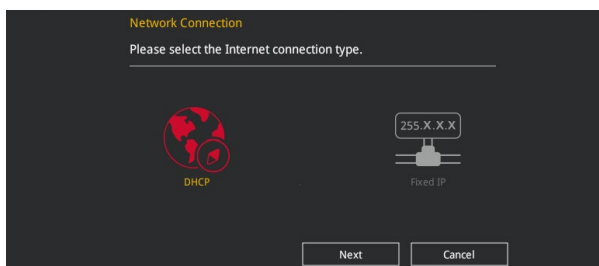 Network Connection
Please select the Internet connection type.
255.X.X.X
DHCP
Fixed IP
Next
Cancel